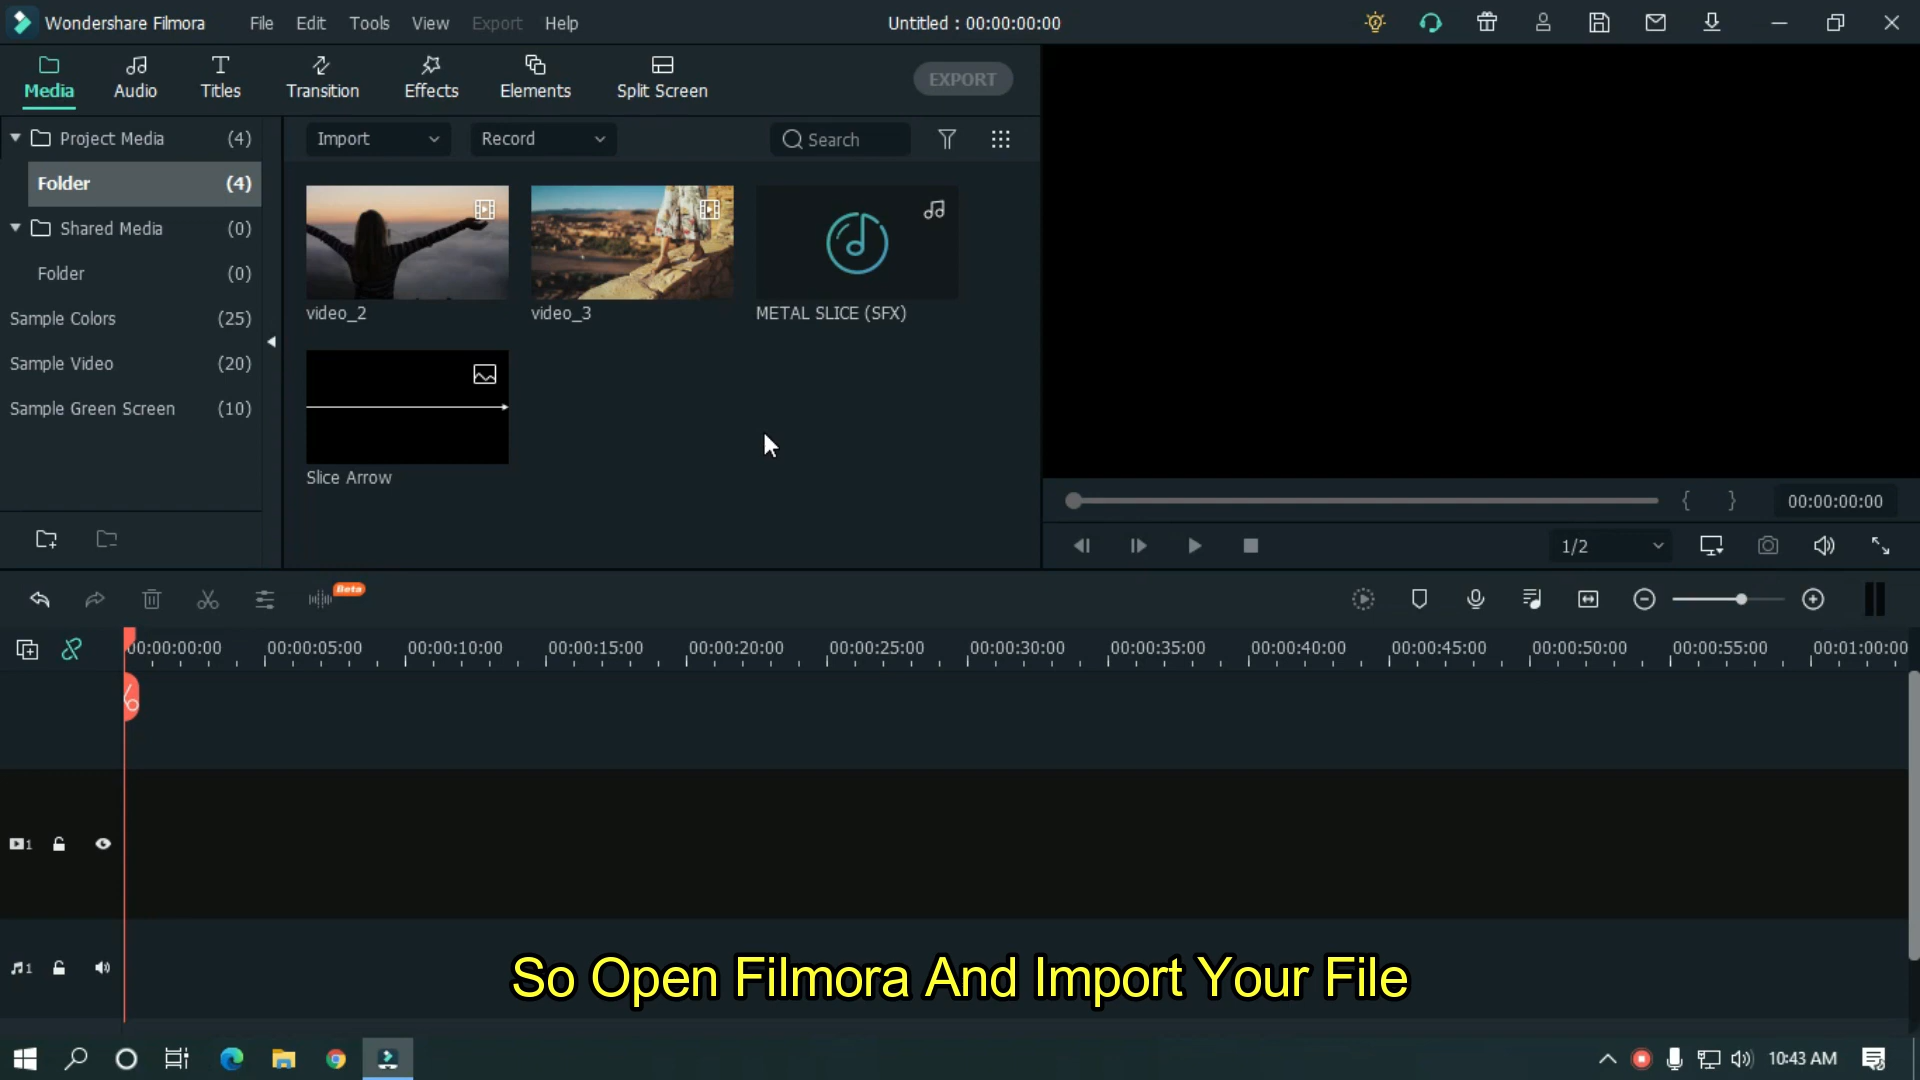 Wondershare Filmora File Edit Tools View Export Help Untitled : 00:00:00:00
Media Audio Titles Transition Effects Elements Split Screen EXPORT
Project Media (4)
Folder (4)
Shared Media (0)
Folder (0)
Sample Colors (25)
Sample Video (20)
Sample Green Screen (10)
Import Record Search
video_2 video_3 METAL SLICE (SFX)
Slice Arrow
{ } 00:00:00:00
1/2
Beta
00:00:00:00 00:00:05:00 00:00:10:00 00:00:15:00 00:00:20:00 00:00:25:00 00:00:30:00 00:00:35:00 00:00:40:00 00:00:45:00 00:00:50:00 00:00:55:00 00:01:00:00
1
1
So Open Filmora And Import Your File
10:43 AM